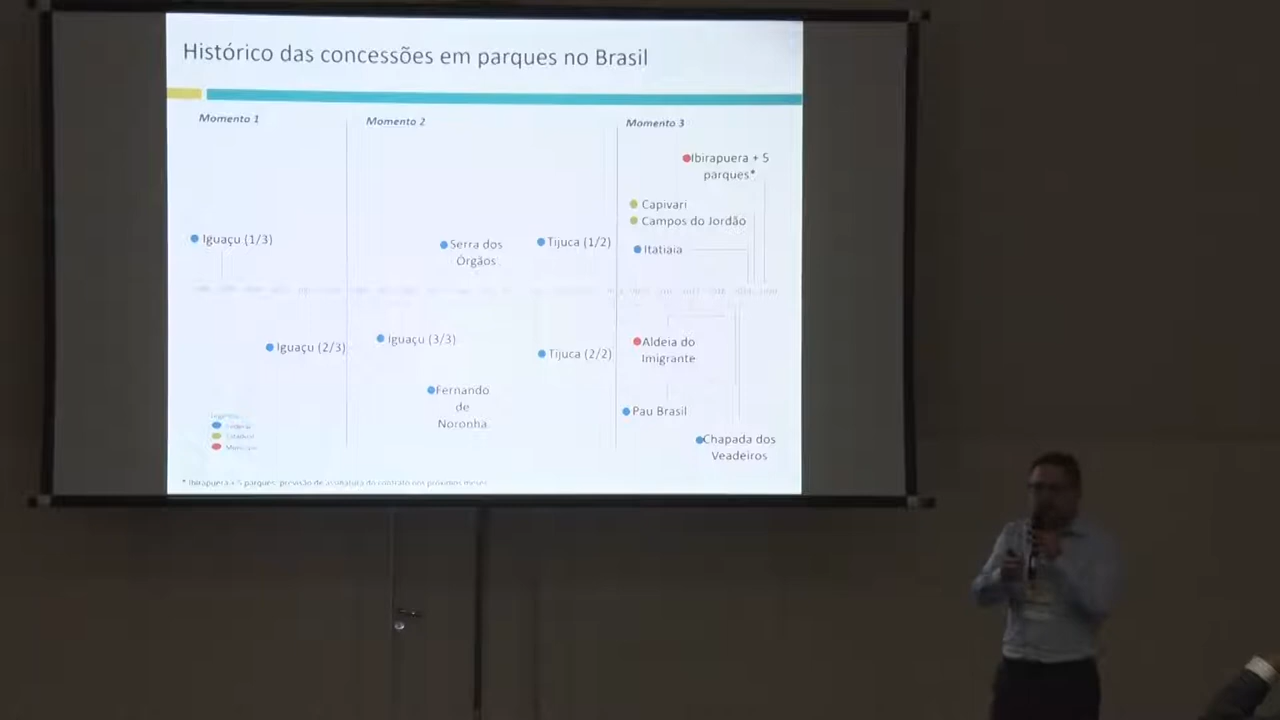 Histórico das concessões em parques no Brasil
Momento 1
Momento 2
Momento 3
Ibirapuera + 5
parques*
Capivari
Campos do Jordão
Iguaçu (1/3)
Serra dos
Órgãos
Tijuca (1/2)
Itatiaia
Iguaçu (2/3)
Iguaçu (3/3)
Tijuca (2/2)
Aldeia do
Imigrante
Fernando
de
Noronha
Pau Brasil
Chapada dos
Veadeiros
Federal
Estadual
Municipal
* Ibirapuera + 5 parques: previsão de assinatura do contrato nos próximos meses